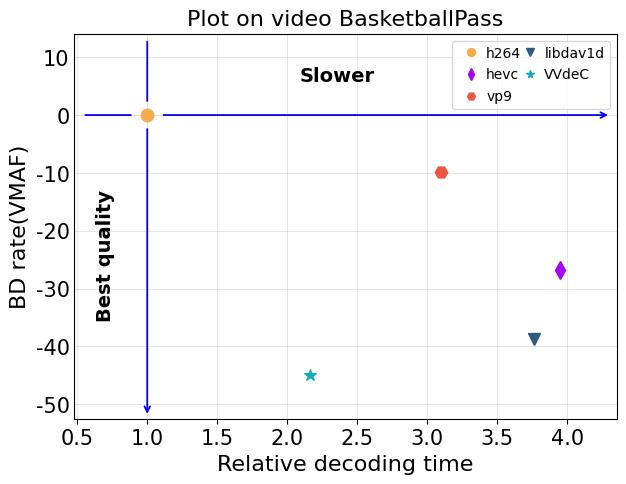 Plot on video BasketballPass
h264
hevc
vp9
libdav1d
VVdeC
Slower
Best quality
BD rate(VMAF)
10
0
-10
-20
-30
-40
-50
0.5 1.0 1.5 2.0 2.5 3.0 3.5 4.0
Relative decoding time